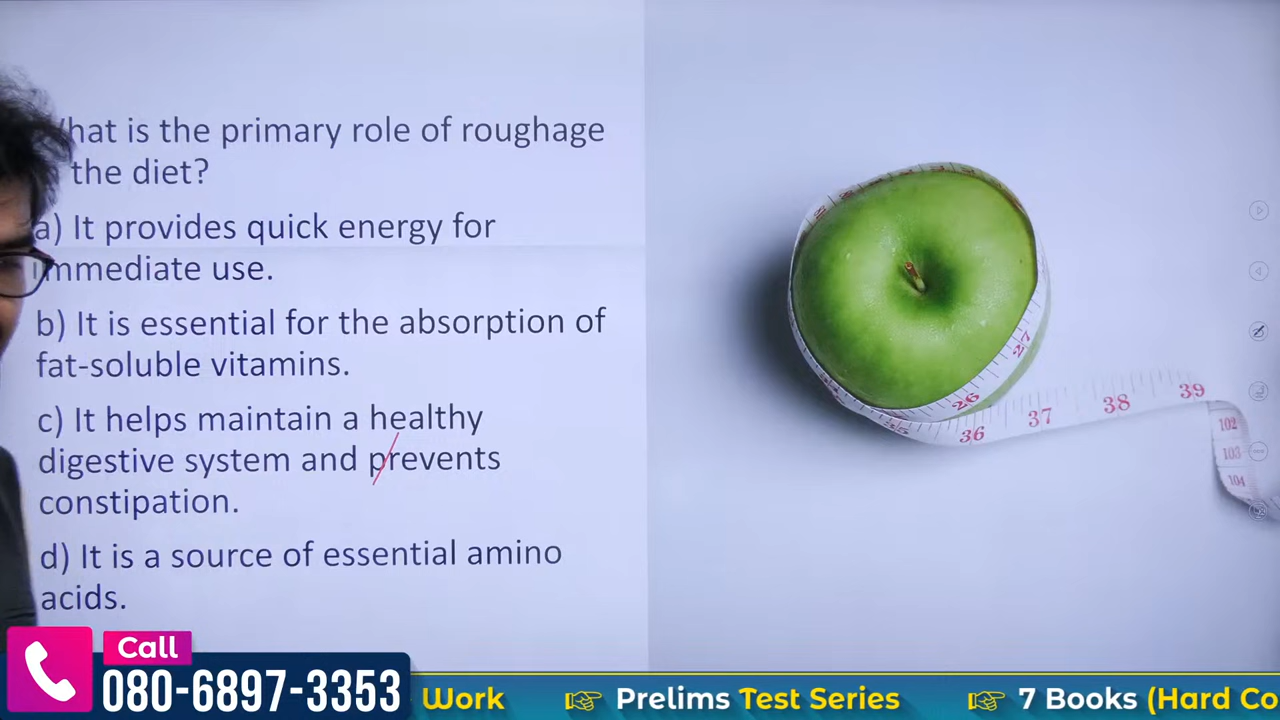 hat is the primary role of roughage
the diet?
a) It provides quick energy for
immediate use.
b) It is essential for the absorption of
fat-soluble vitamins.
c) It helps maintain a healthy
digestive system and prevents
constipation.
d) It is a source of essential amino
acids.
26
27
36
37
38
39
102
103
104
Call
080-6897-3353
Work
Prelims Test Series
7 Books (Hard Co